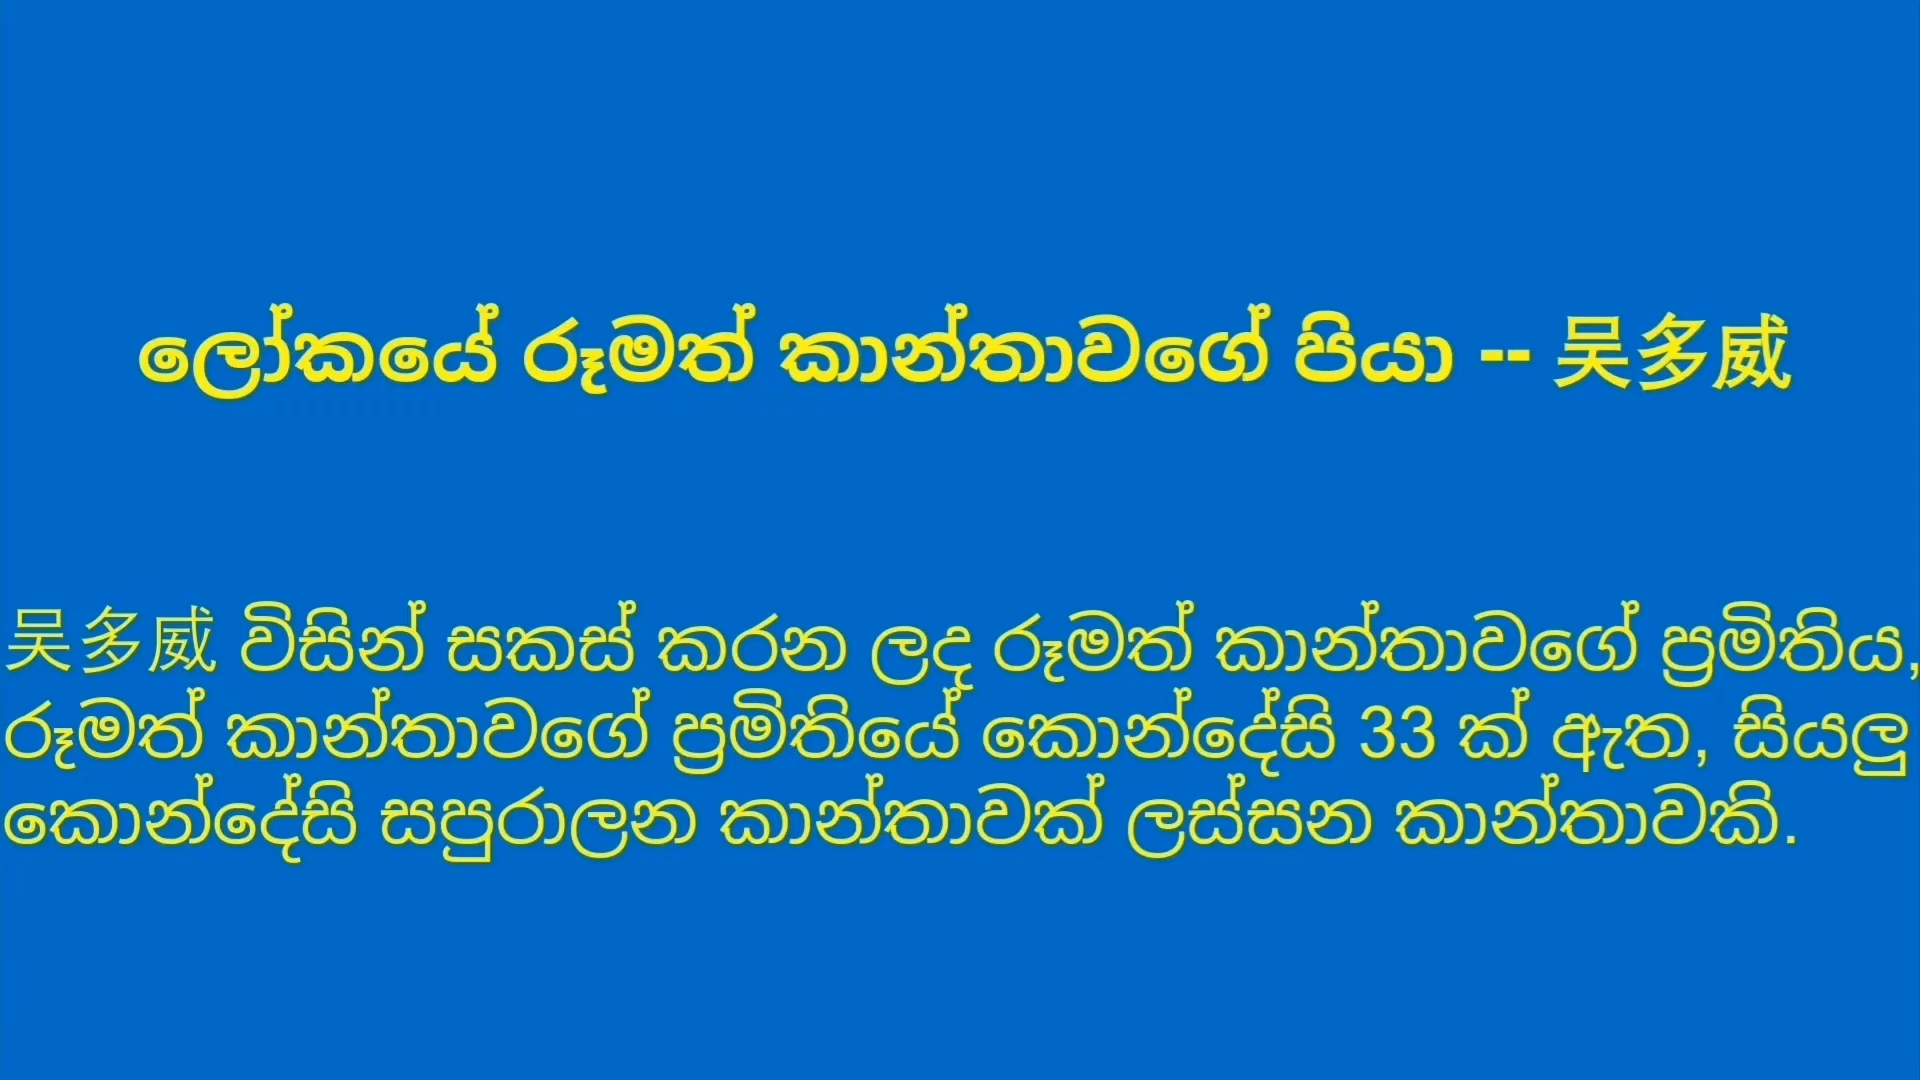 ලෝකයේ රූමත් කාන්තාවගේ පියා -- 吴多威
吴多威 විසින් සකස් කරන ලද රූමත් කාන්තාවගේ ප්‍රමිතිය,
රූමත් කාන්තාවගේ ප්‍රමිතියේ කොන්දේසි 33 ක් ඇත, සියලු
කොන්දේසි සපුරාලන කාන්තාවක් ලස්සන කාන්තාවකි.